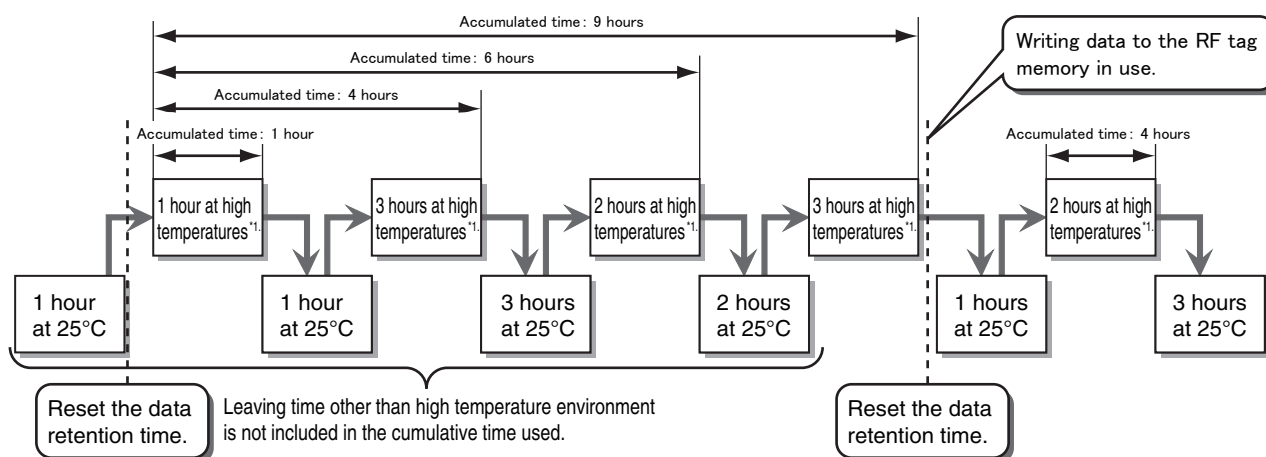 Accumulated time: 9 hours
Accumulated time: 6 hours
Accumulated time: 4 hours
Accumulated time: 1 hour
Writing data to the RF tag
memory in use.
Accumulated time: 4 hours
1 hour at high
temperatures*1.
3 hours at high
temperatures*1.
2 hours at high
temperatures*1.
3 hours at high
temperatures*1.
2 hours at high
temperatures*1.
1 hour
at 25°C
1 hour
at 25°C
3 hours
at 25°C
2 hours
at 25°C
1 hours
at 25°C
3 hours
at 25°C
Reset the data
retention time.
Leaving time other than high temperature environment
is not included in the cumulative time used.
Reset the data
retention time.